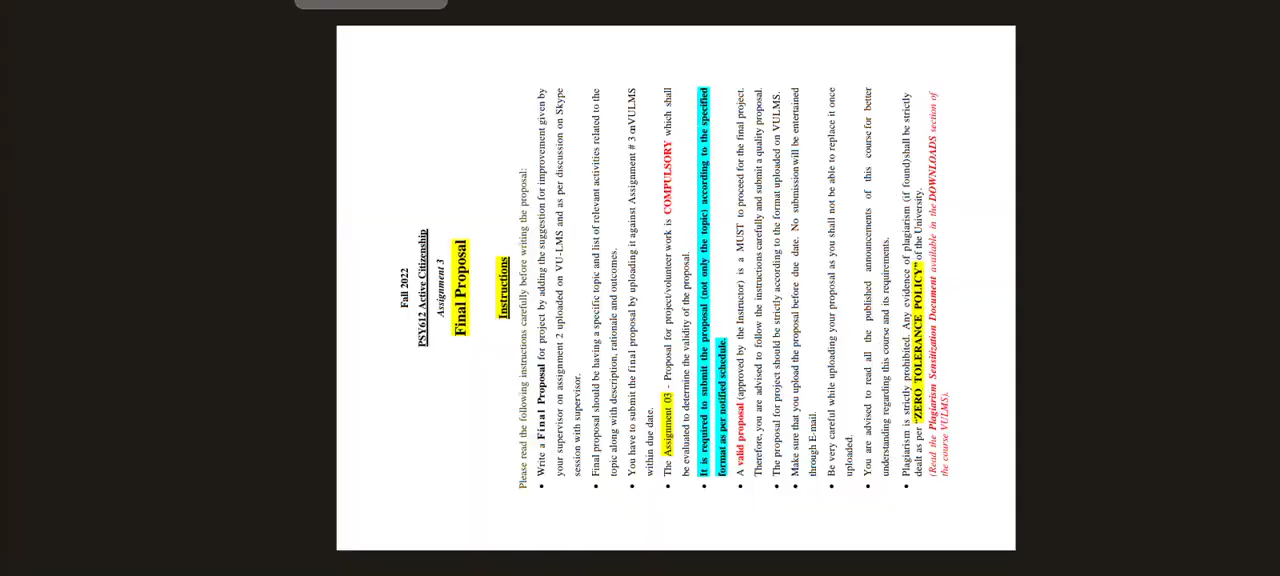 Fall 2022
PSY612 Active Citizenship
Assignment 3
Final Proposal
Instructions
Please read the following instructions carefully before writing the proposal:
• Write a Final Proposal for project by adding the suggestion for improvement given by
your supervisor on assignment 2 uploaded on VU-LMS and as per discussion on Skype
session with supervisor.
• Final proposal should be having a specific topic and list of relevant activities related to the
topic along with description, rationale and outcomes.
• You have to submit the final proposal by uploading it against Assignment # 3 onVULMS
within due date.
• The Assignment 03 - Proposal for project/volunteer work is COMPULSORY which shall
be evaluated to determine the validity of the proposal.
• It is required to submit the proposal (not only the topic) according to the specified
format as per notified schedule.
• A valid proposal (approved by the Instructor) is a MUST to proceed for the final project.
Therefore, you are advised to follow the instructions carefully and submit a quality proposal.
• The proposal for project should be strictly according to the format uploaded on VULMS.
• Make sure that you upload the proposal before due date. No submission will be entertained
through E-mail.
• Be very careful while uploading your proposal as you shall not be able to replace it once
uploaded.
• You are advised to read all the published announcements of this course for better
understanding regarding this course and its requirements.
• Plagiarism is strictly prohibited. Any evidence of plagiarism (if found)shall be strictly
dealt as per "ZERO TOLERANCE POLICY" of the University.
(Read the Plagiarism Sensitization Document available in the DOWNLOADS section of
the course VULMS).